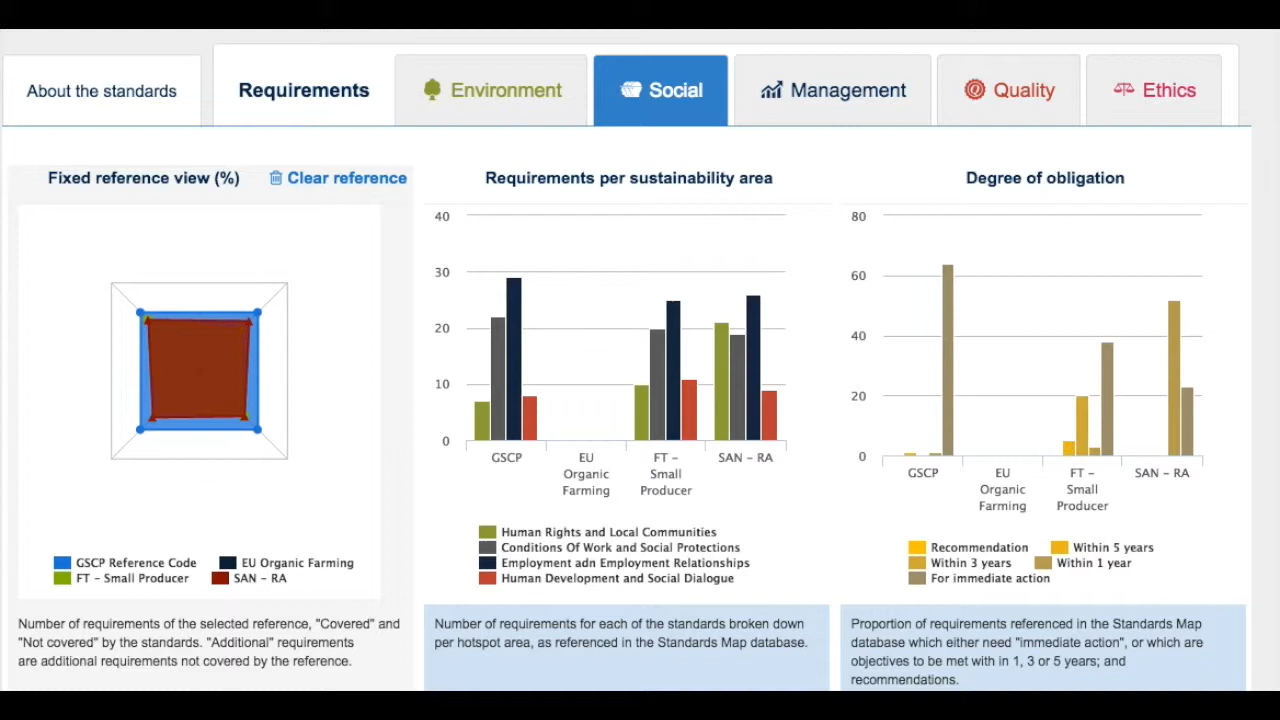 About the standards
Requirements
Environment
Social
Management
Quality
Ethics
Fixed reference view (%)
Clear reference
GSCP Reference Code
EU Organic Farming
FT - Small Producer
SAN - RA
Number of requirements of the selected reference, "Covered" and
"Not covered" by the standards. "Additional" requirements
are additional requirements not covered by the reference.
Requirements per sustainability area
40
30
20
10
0
GSCP
EU
Organic
Farming
FT -
Small
Producer
SAN - RA
Human Rights and Local Communities
Conditions Of Work and Social Protections
Employment adn Employment Relationships
Human Development and Social Dialogue
Number of requirements for each of the standards broken down
per hotspot area, as referenced in the Standards Map database.
Degree of obligation
80
60
40
20
0
GSCP
EU
Organic
Farming
FT -
Small
Producer
SAN - RA
Recommendation
Within 5 years
Within 3 years
Within 1 year
For immediate action
Proportion of requirements referenced in the Standards Map
database which either need "immediate action", or which are
objectives to be met with in 1, 3 or 5 years; and
recommendations.